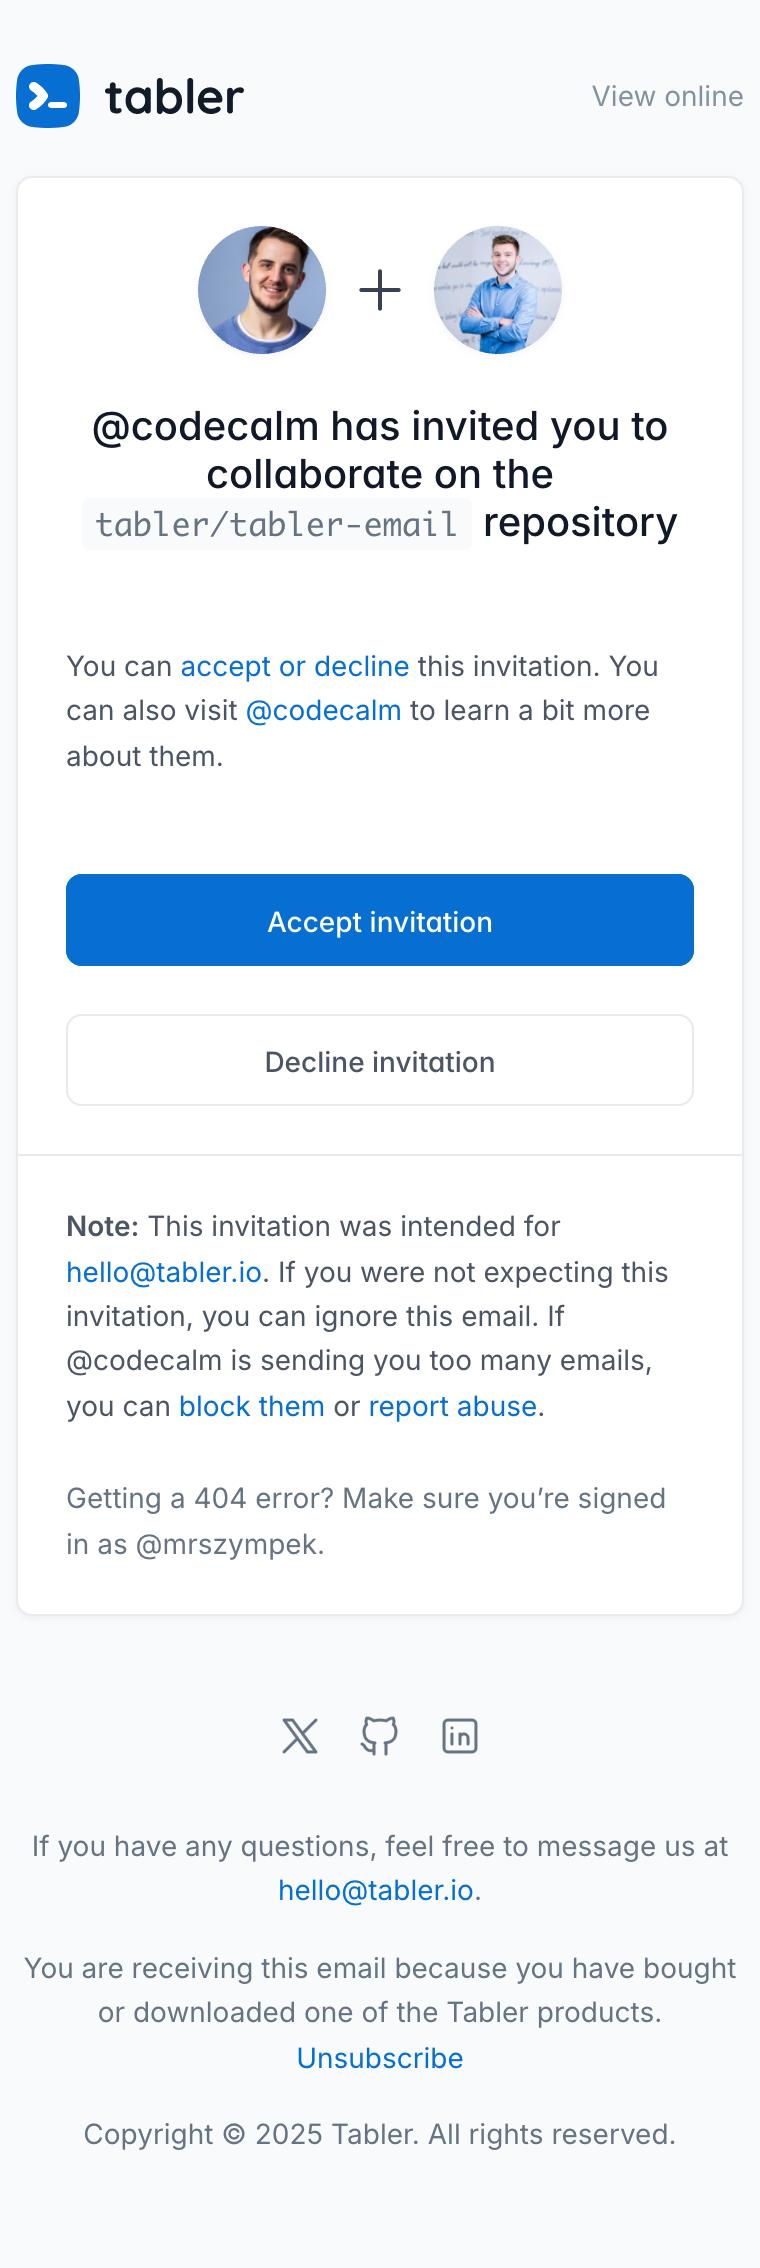 tabler
View online
@codecalm has invited you to
collaborate on the
tabler/tabler-email repository
You can accept or decline this invitation. You
can also visit @codecalm to learn a bit more
about them.
Accept invitation
Decline invitation
Note: This invitation was intended for
hello@tabler.io. If you were not expecting this
invitation, you can ignore this email. If
@codecalm is sending you too many emails,
you can block them or report abuse.
Getting a 404 error? Make sure you’re signed
in as @mrszympek.
If you have any questions, feel free to message us at
hello@tabler.io.
You are receiving this email because you have bought
or downloaded one of the Tabler products.
Unsubscribe
Copyright © 2025 Tabler. All rights reserved.